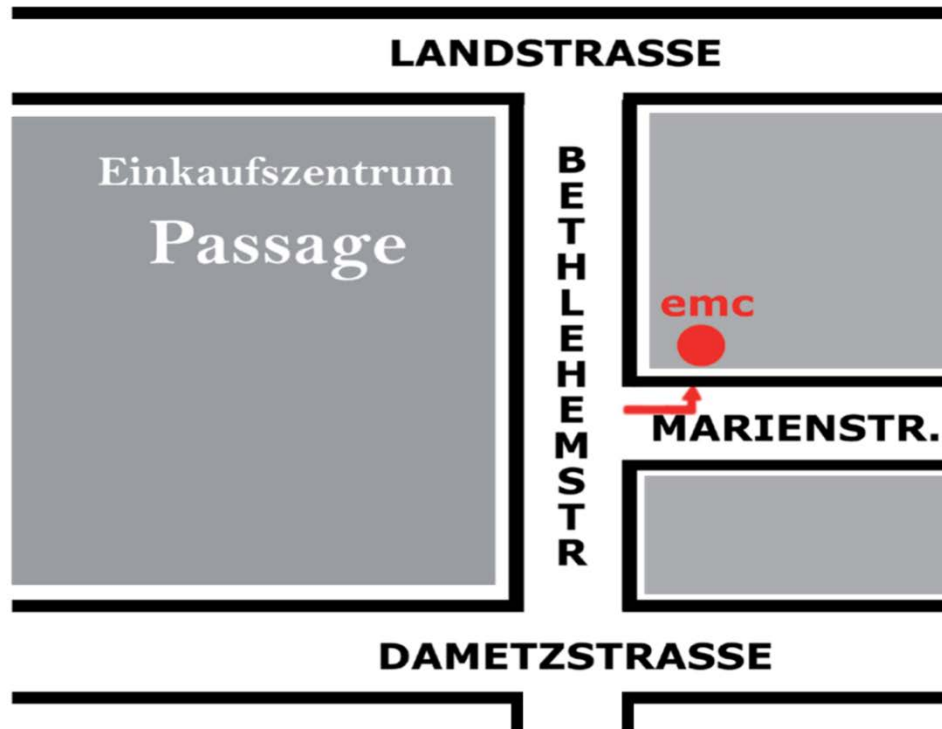 LANDSTRASSE
Einkaufszentrum
Passage
BETHLEHEMSTR
emc
MARIENSTR.
DAMETZSTRASSE